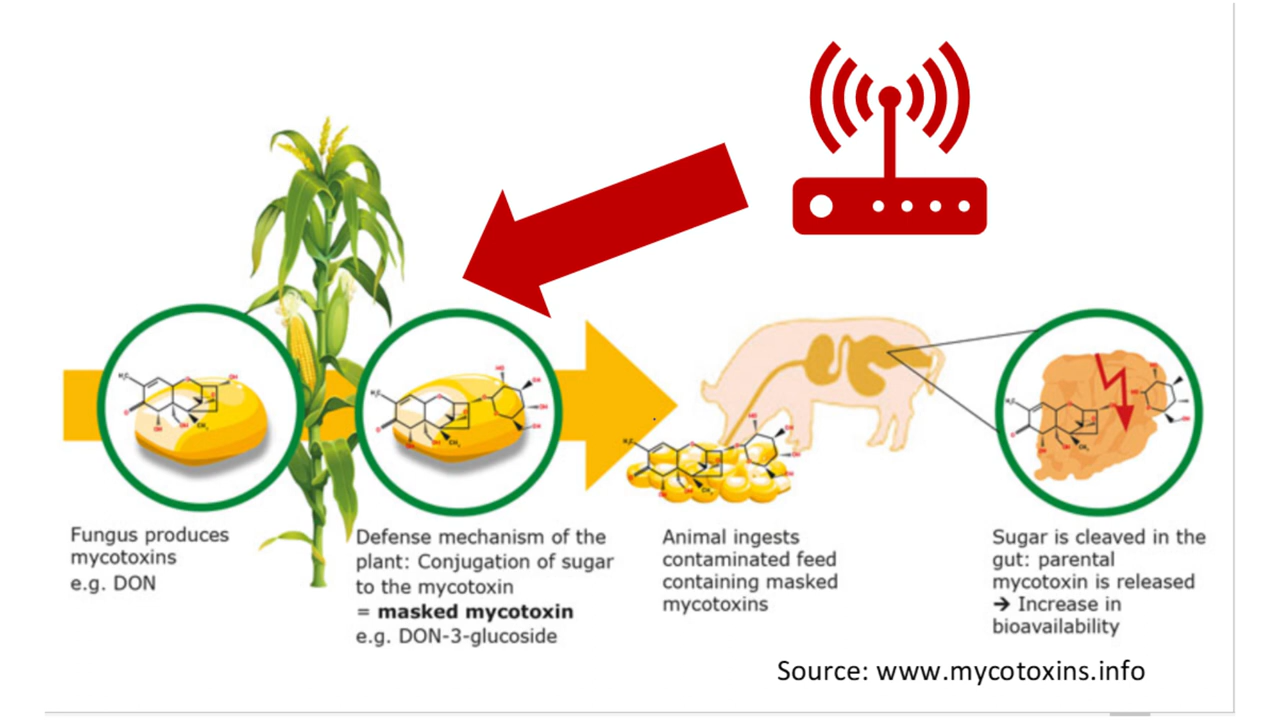 Fungus produces
mycotoxins
e.g. DON
Defense mechanism of the
plant: Conjugation of sugar
to the mycotoxin
= masked mycotoxin
e.g. DON-3-glucoside
Animal ingests
contaminated feed
containing masked
mycotoxins
Sugar is cleaved in the
gut: parental
mycotoxin is released
➔ Increase in
bioavailability
Source: www.mycotoxins.info